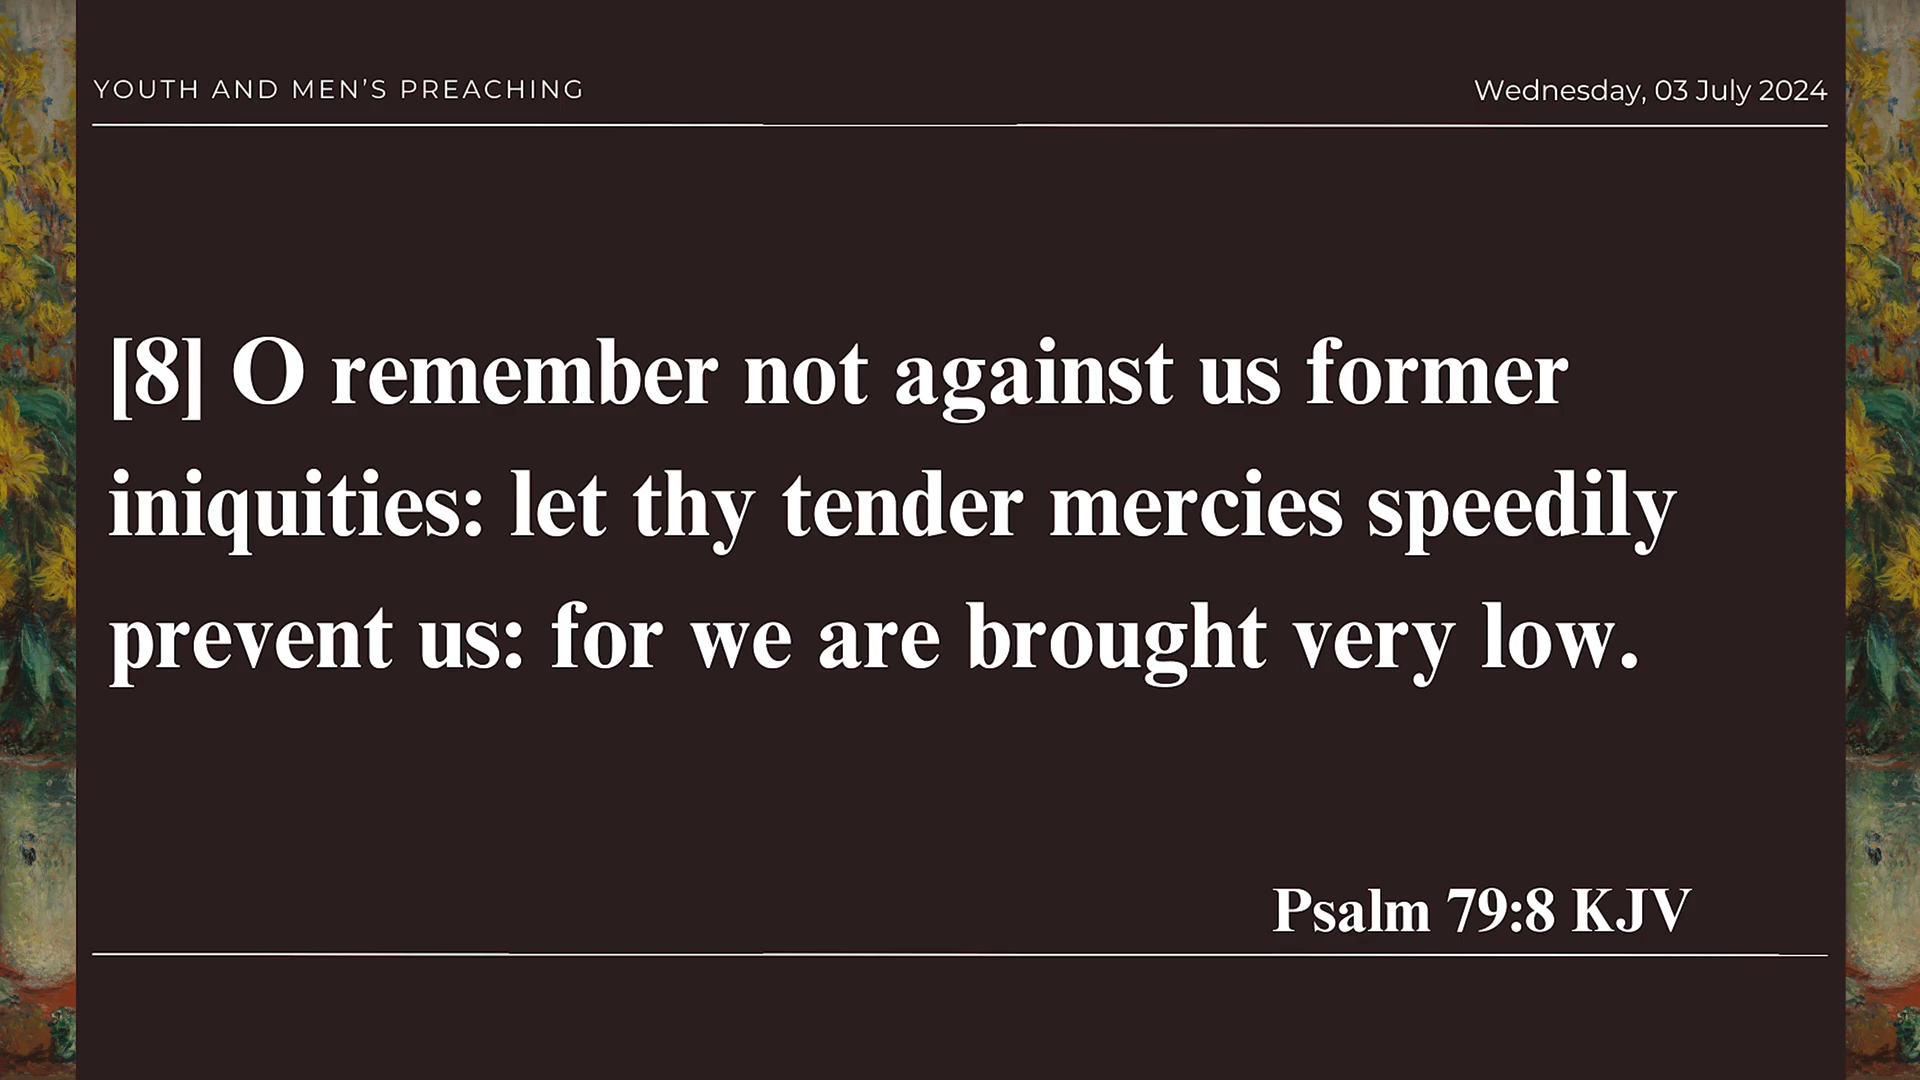 YOUTH AND MEN’S PREACHING
Wednesday, 03 July 2024
[8] O remember not against us former
iniquities: let thy tender mercies speedily
prevent us: for we are brought very low.
Psalm 79:8 KJV